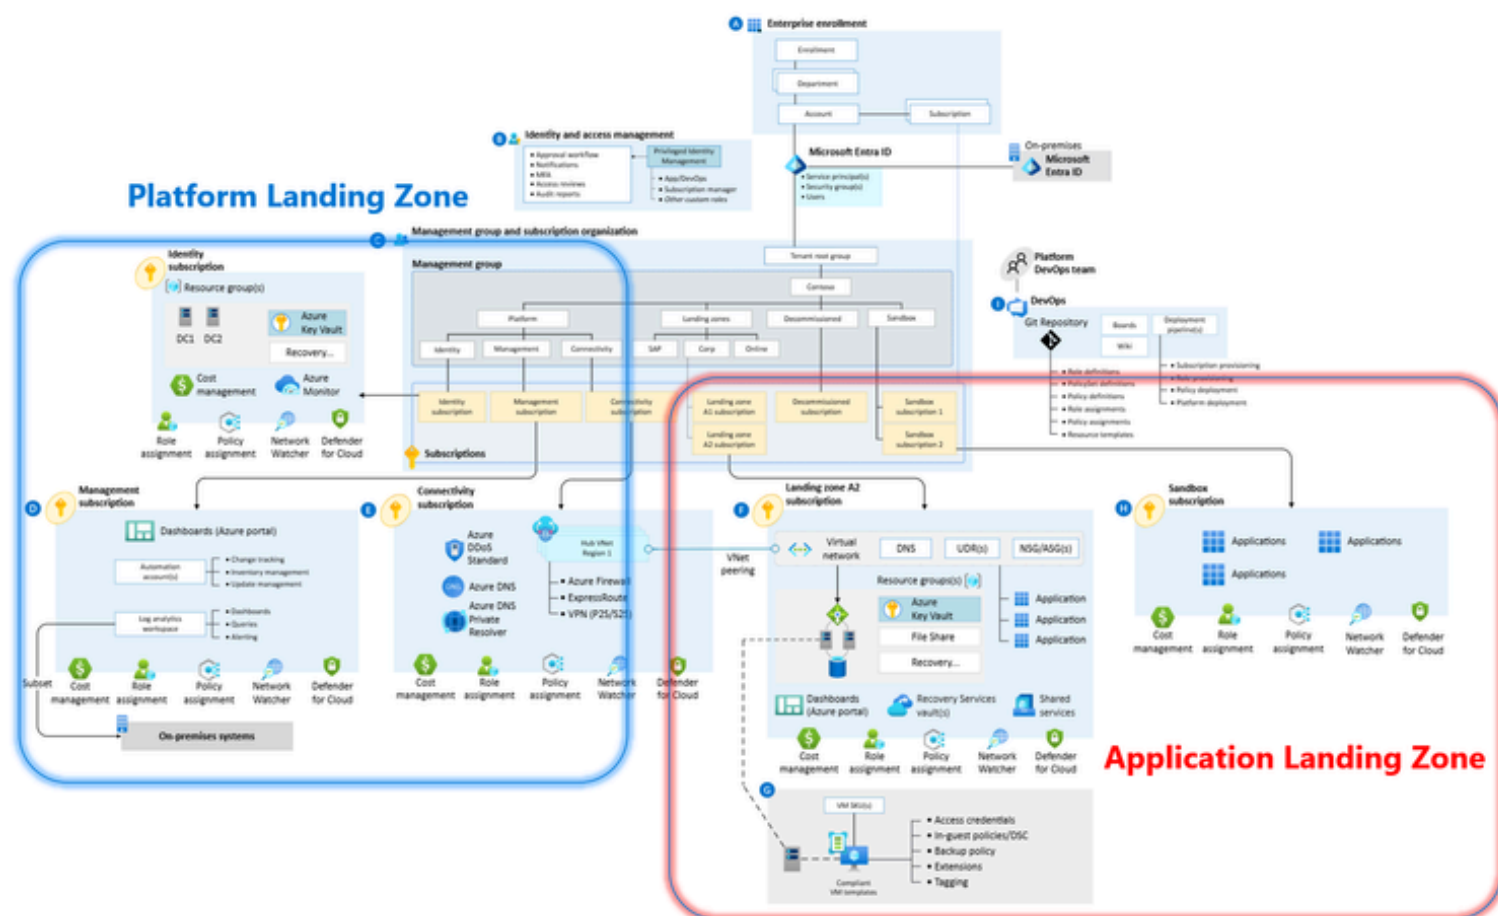 A
Enterprise enrollment
Enrollment
Department
Account
Subscription
B
Identity and access management
• Approval workflow
• Notifications
• MFA
• Access reviews
• Audit reports
Privileged Identity
Management
• App/DevOps
• Subscription manager
• Other custom roles
Microsoft Entra ID
• Service principal(s)
• Security group(s)
• Users
On-premises
Microsoft
Entra ID
Platform Landing Zone
C
Management group and subscription organization
Management group
Tenant root group
Contoso
Platform
Landing zones
Decommissioned
Sandbox
Identity
Management
Connectivity
SAP
Corp
Online
Identity
subscription
Management
subscription
Connectivity
subscription
Landing zone
A1 subscription
Landing zone
A2 subscription
Decommissioned
subscription
Sandbox
subscription 1
Sandbox
subscription 2
Subscriptions
Identity
subscription
Resource group(s)
DC1
DC2
Azure
Key Vault
Recovery...
Cost
management
Azure
Monitor
Role
assignment
Policy
assignment
Network
Watcher
Defender
for Cloud
Platform
DevOps team
I
DevOps
Git Repository
Boards
Wiki
Deployment
pipeline(s)
• Role definitions
• PolicySet definitions
• Policy definitions
• Role assignments
• Policy assignments
• Resource templates
• Subscription provisioning
• Role provisioning
• Policy deployment
• Platform deployment
D
Management
subscription
Dashboards (Azure portal)
Automation
account(s)
• Change tracking
• Inventory management
• Update management
Log analytics
workspace
• Dashboards
• Queries
• Alerting
Subset
Cost
management
Role
assignment
Policy
assignment
Network
Watcher
Defender
for Cloud
On-premises systems
E
Connectivity
subscription
Azure
DDoS
Standard
DNS
Azure DNS
Azure DNS
Private
Resolver
Hub VNet
Region 1
• Azure Firewall
• ExpressRoute
• VPN (P2S/S2S)
Cost
management
Role
assignment
Policy
assignment
Network
Watcher
Defender
for Cloud
VNet
peering
F
Landing zone A2
subscription
Virtual
network
DNS
UDR(s)
NSG/ASG(s)
Resource groups(s)
Azure
Key Vault
File Share
Recovery...
Application
Application
Application
Dashboards
(Azure portal)
Recovery Services
vault(s)
Shared
services
Cost
management
Role
assignment
Policy
assignment
Network
Watcher
Defender
for Cloud
G
VM SKU(s)
Compliant
VM templates
• Access credentials
• In-guest policies/DSC
• Backup policy
• Extensions
• Tagging
H
Sandbox
subscription
Applications
Applications
Applications
Cost
management
Role
assignment
Policy
assignment
Network
Watcher
Defender
for Cloud
Application Landing Zone